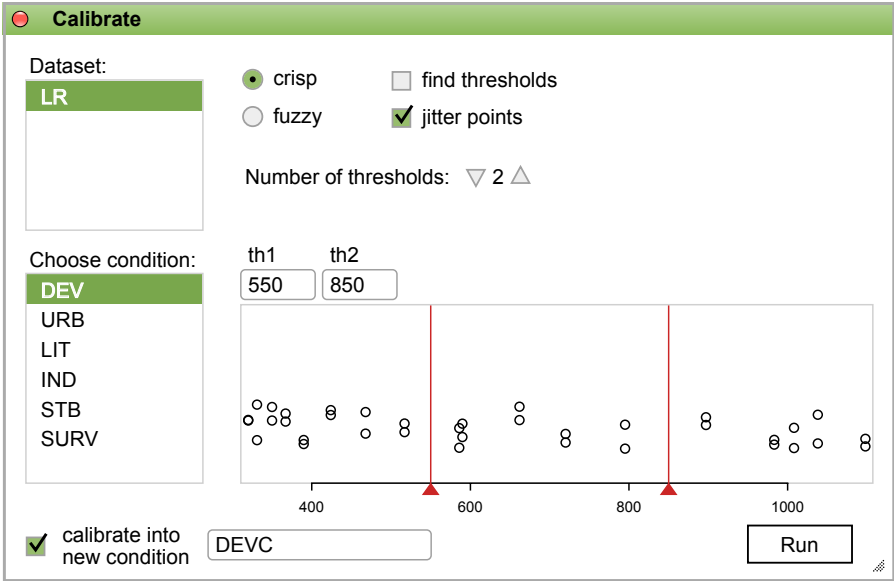 Calibrate
Dataset:
LR
crisp
find thresholds
fuzzy
jitter points
Number of thresholds: 2
Choose condition:
DEV
URB
LIT
IND
STB
SURV
th1 th2
550 850
400 600 800 1000
calibrate into
new condition
DEVC
Run